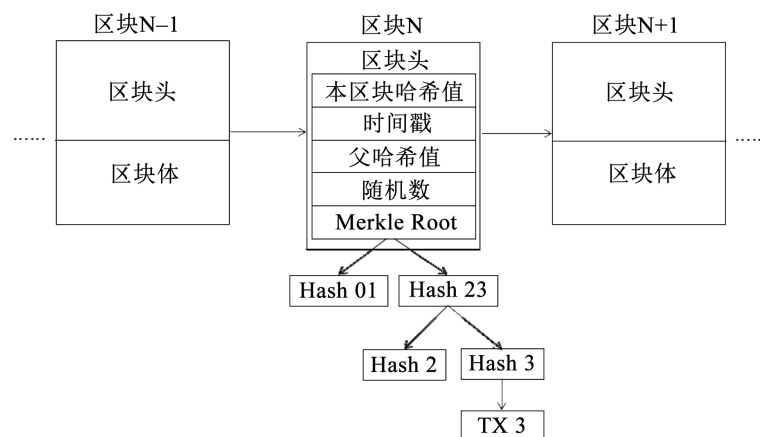 区块N–1
区块N
区块N+1
区块头
区块头
区块头
本区块哈希值
时间戳
父哈希值
随机数
Merkle Root
区块体
区块体
Hash 01
Hash 23
Hash 2
Hash 3
TX 3